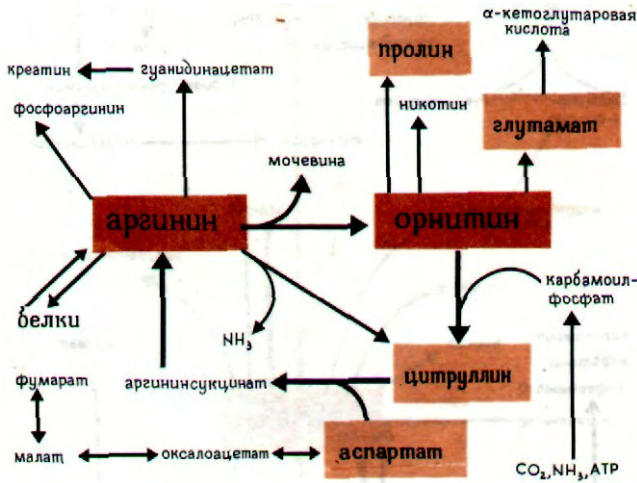 α-кетоглутаровая
кислота
пролин
креатин
гуанидинацетат
фосфоаргинин
никотин
глутамат
мочевина
аргинин
орнитин
карбамоил-
фосфат
белки
NH₃
цитруллин
аргининсукцинат
фумарат
малат
оксалоацетат
аспартат
CO₂,NH₃,ATP